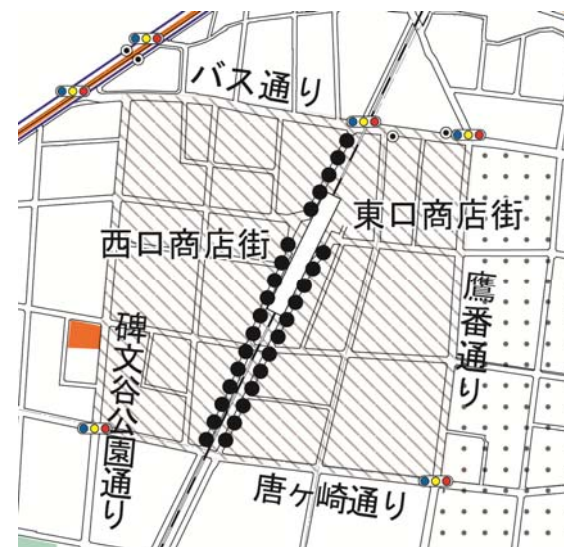 バス通り
東口商店街
西口商店街
鷹番通り
碑文谷公園通り
唐ヶ崎通り